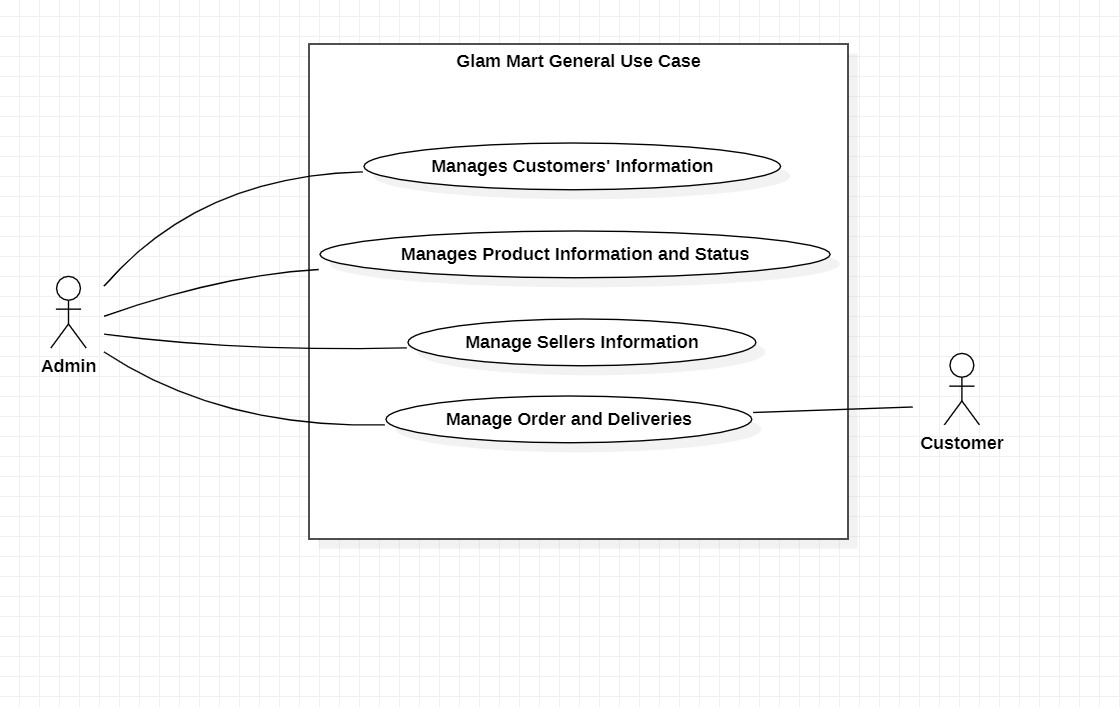 Glam Mart General Use Case
Manages Customers' Information
Manages Product Information and Status
Manage Sellers Information
Admin
Manage Order and Deliveries
Customer